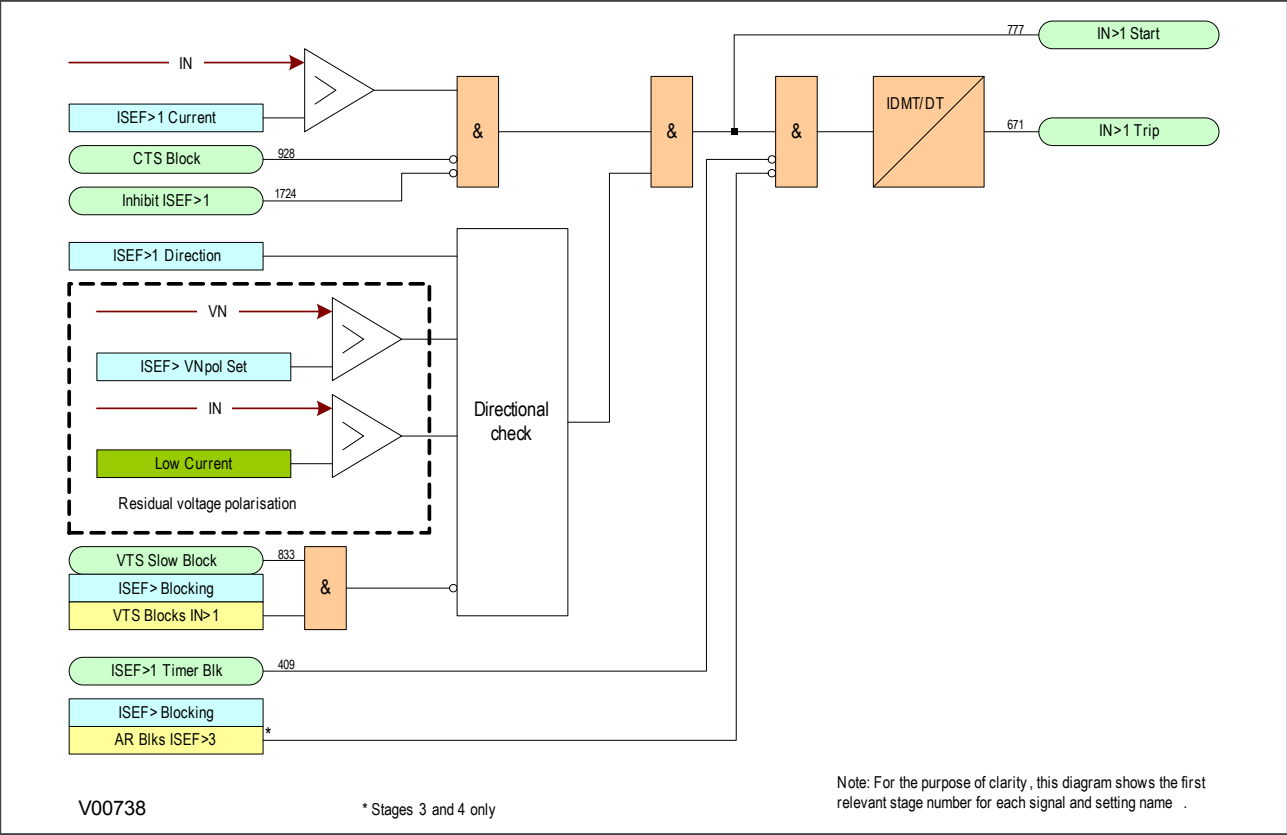 777
IN>1 Start
IN
ISEF>1 Current
&
&
&
IDMT/DT
671
IN>1 Trip
CTS Block
928
Inhibit ISEF>1
1724
ISEF>1 Direction
VN
ISEF> VNpol Set
IN
Low Current
Residual voltage polarisation
Directional
check
VTS Slow Block
833
ISEF> Blocking
VTS Blocks IN>1
&
ISEF>1 Timer Blk
409
ISEF> Blocking
AR Blks ISEF>3
*
V00738
* Stages 3 and 4 only
Note: For the purpose of clarity, this diagram shows the first
relevant stage number for each signal and setting name .